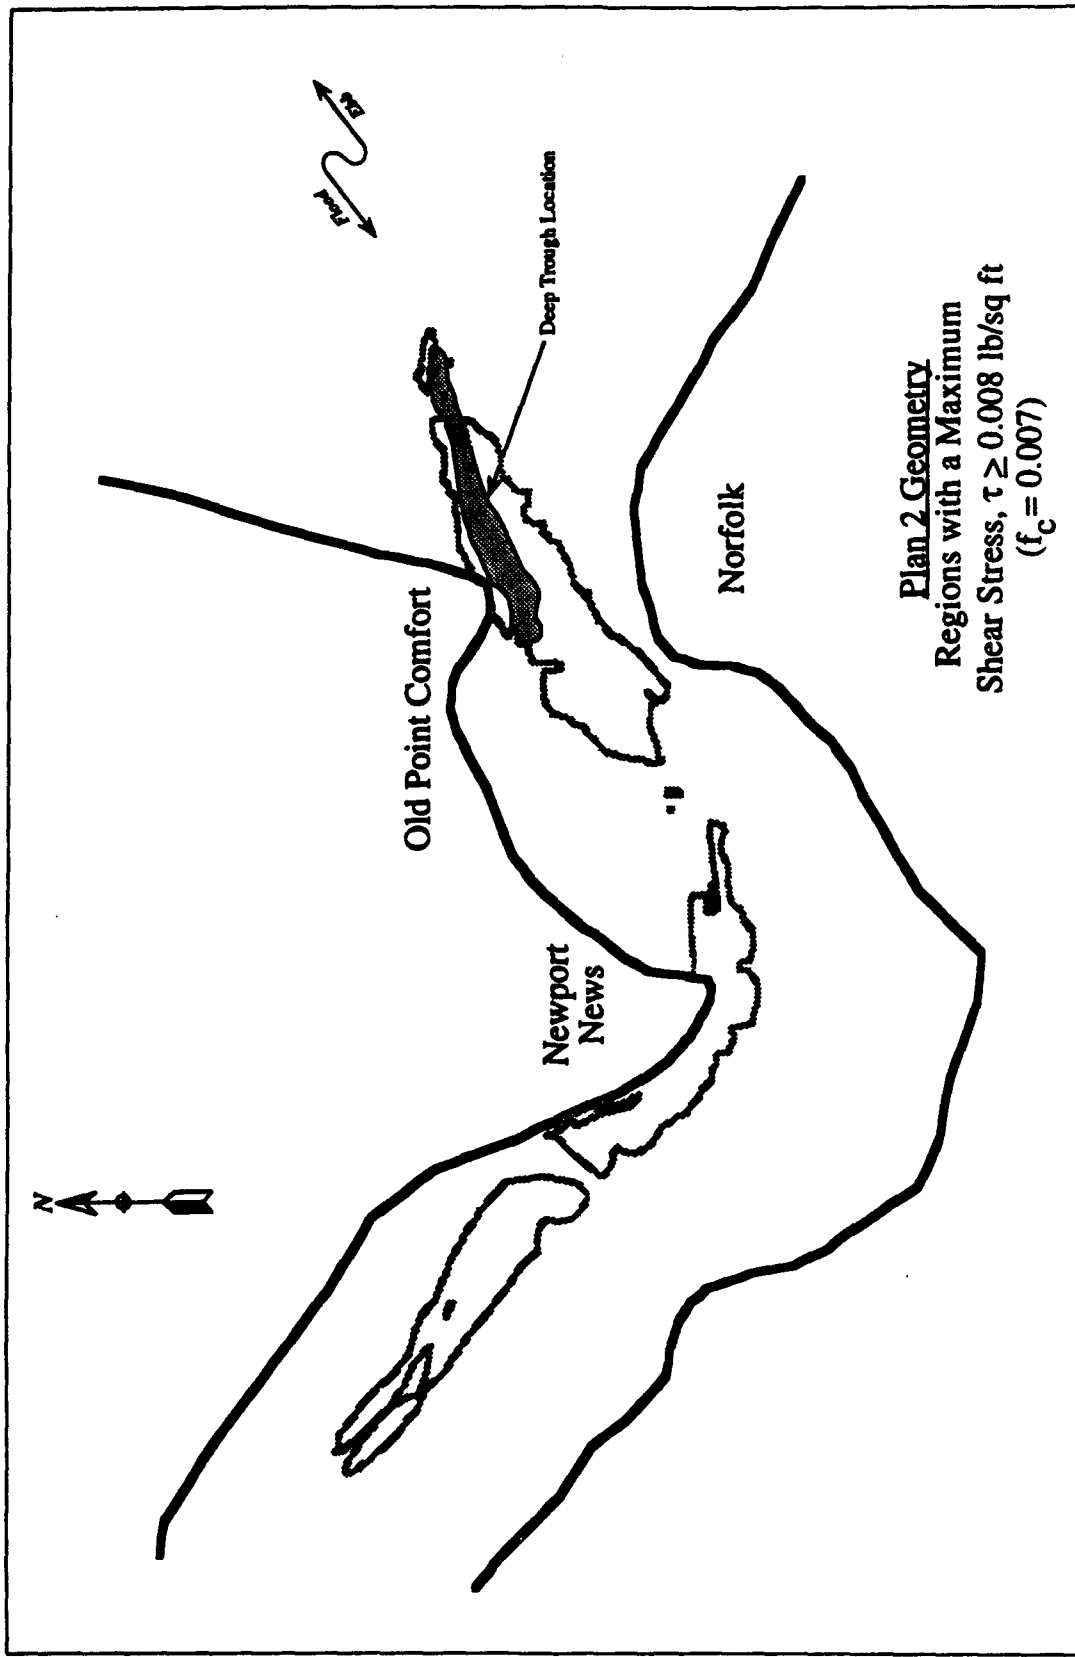 N
Flood
Ebb
Deep Trough Location
Old Point Comfort
Newport
News
Norfolk
Plan 2 Geometry
Regions with a Maximum
Shear Stress, τ ≥ 0.008 lb/sq ft
(fc = 0.007)